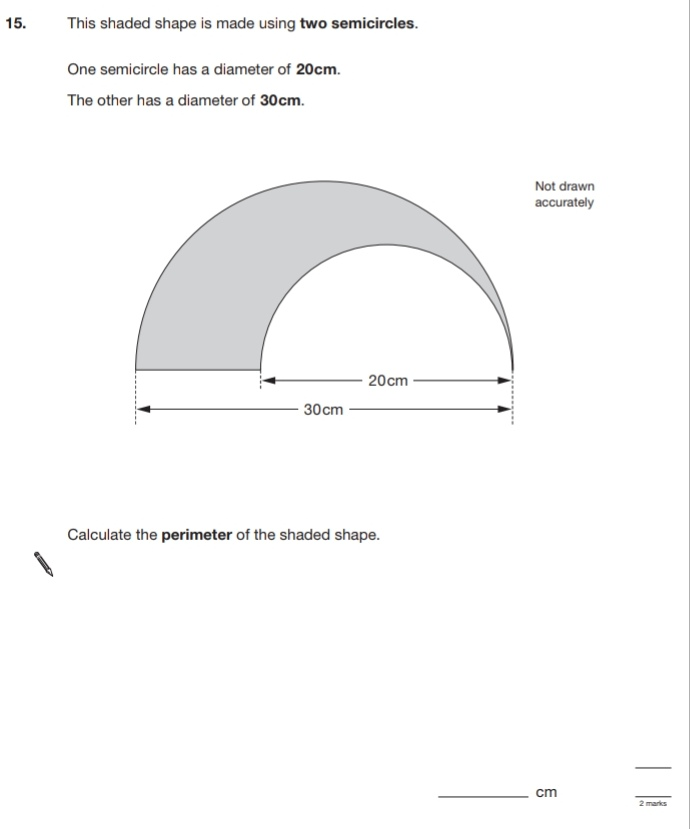 15. This shaded shape is made using two semicircles.
One semicircle has a diameter of 20cm.
The other has a diameter of 30cm.
Not drawn
accurately
20cm
30cm
Calculate the perimeter of the shaded shape.
cm
2 marks